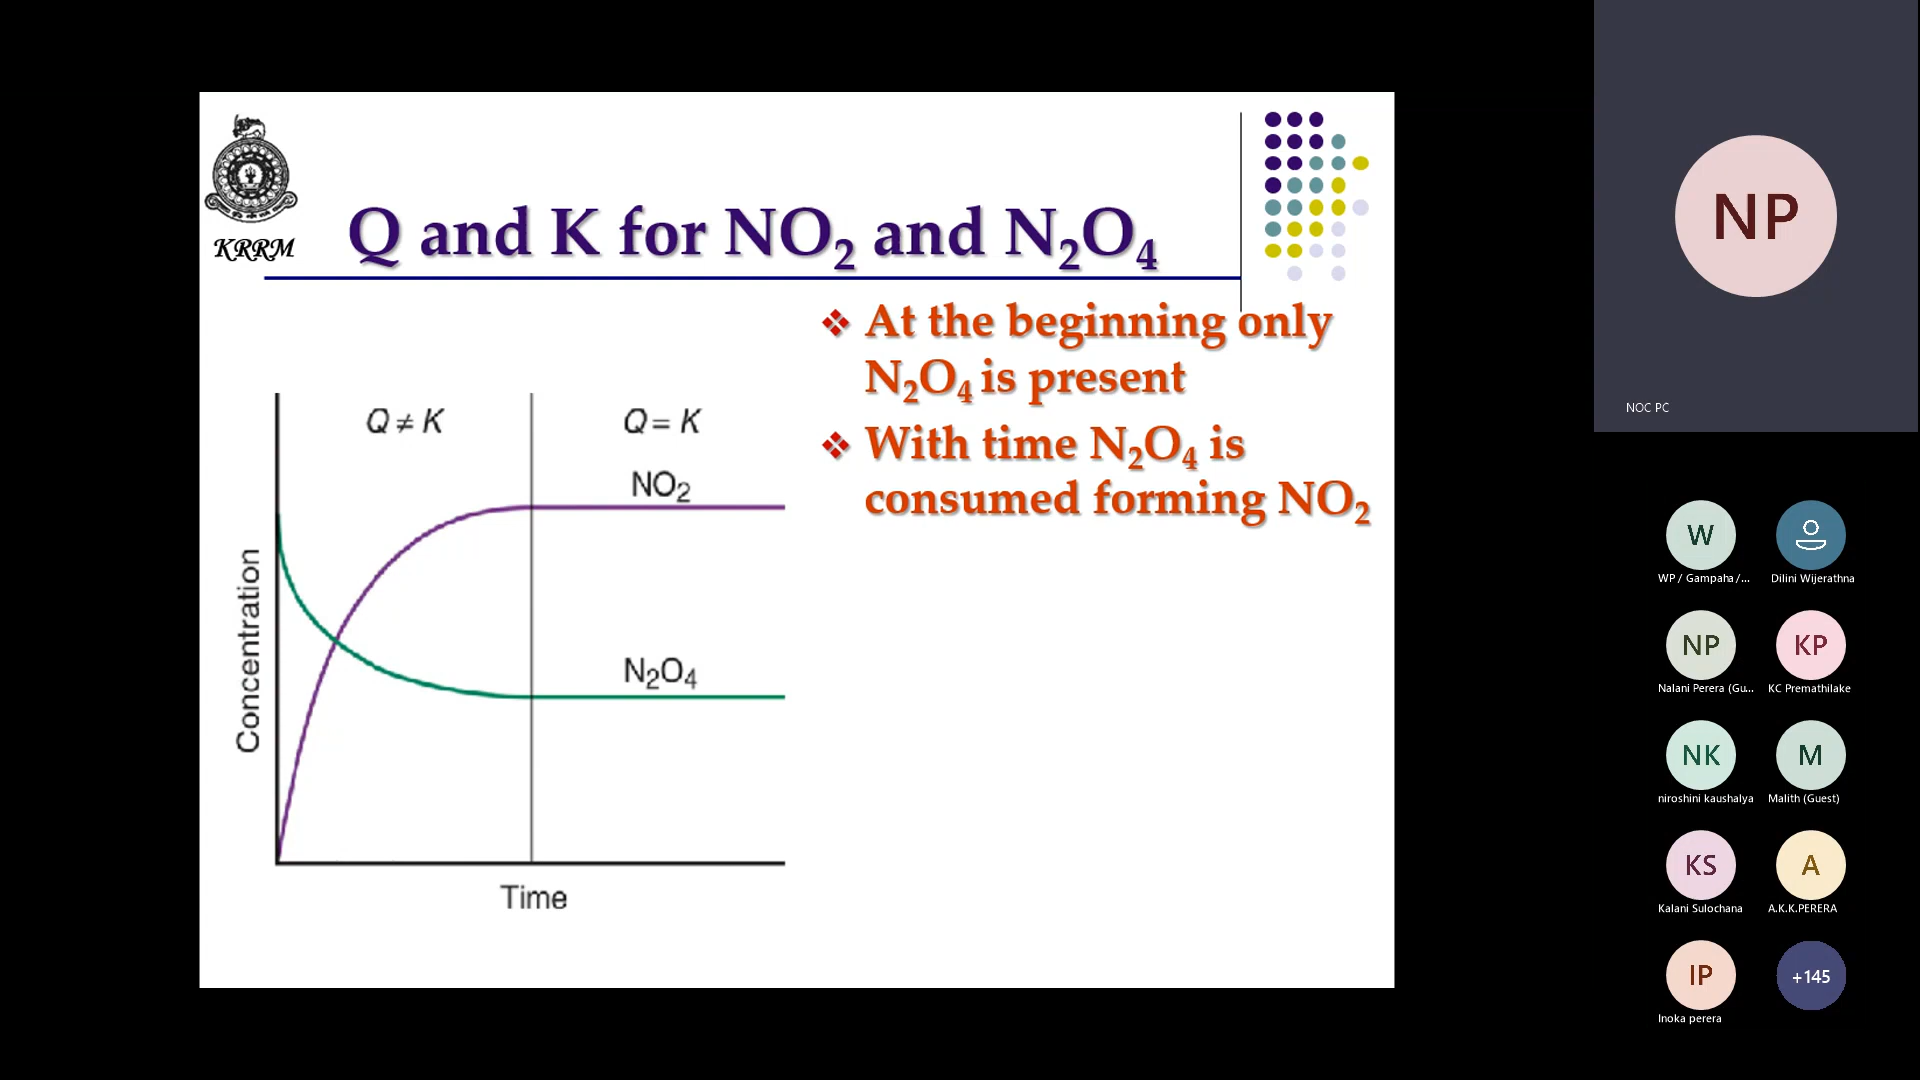 KRRM
Q and K for NO₂ and N₂O₄
❖ At the beginning only
N₂O₄ is present
❖ With time N₂O₄ is
consumed forming NO₂
Q ≠ K
Q = K
NO₂
N₂O₄
Concentration
Time
NP
NOC PC
W
WP / Gampaha /...
Dilini Wijerathna
NP
Nalani Perera (Gu...
KP
KC Premathilake
NK
niroshini kaushalya
M
Malith (Guest)
KS
Kalani Sulochana
A
A.K.K.PERERA
IP
Inoka perera
+145